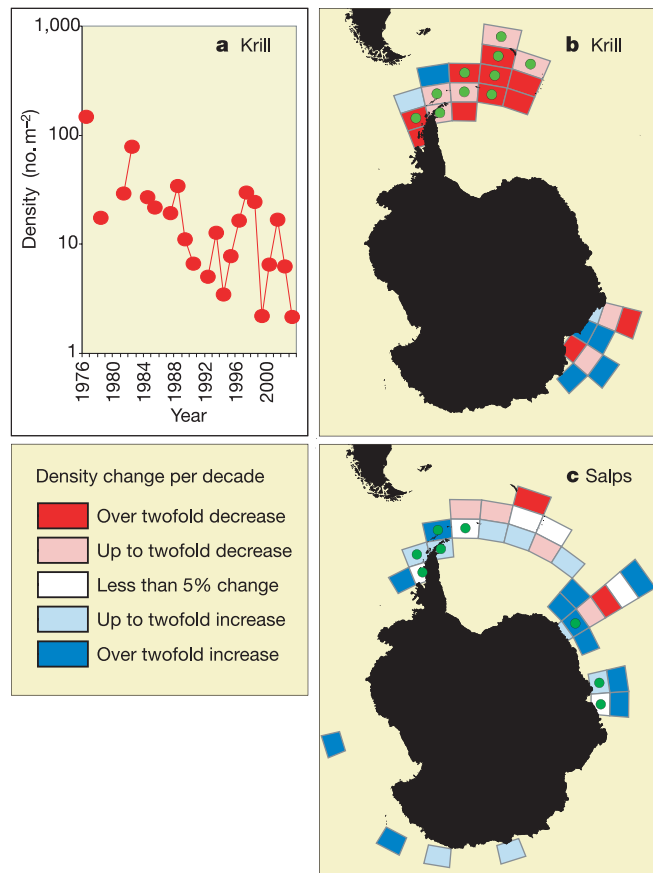 a Krill
1,000
100
10
1
Density (no. m⁻²)
1976
1980
1984
1988
1992
1996
2000
Year
b Krill
Density change per decade
Over twofold decrease
Up to twofold decrease
Less than 5% change
Up to twofold increase
Over twofold increase
c Salps